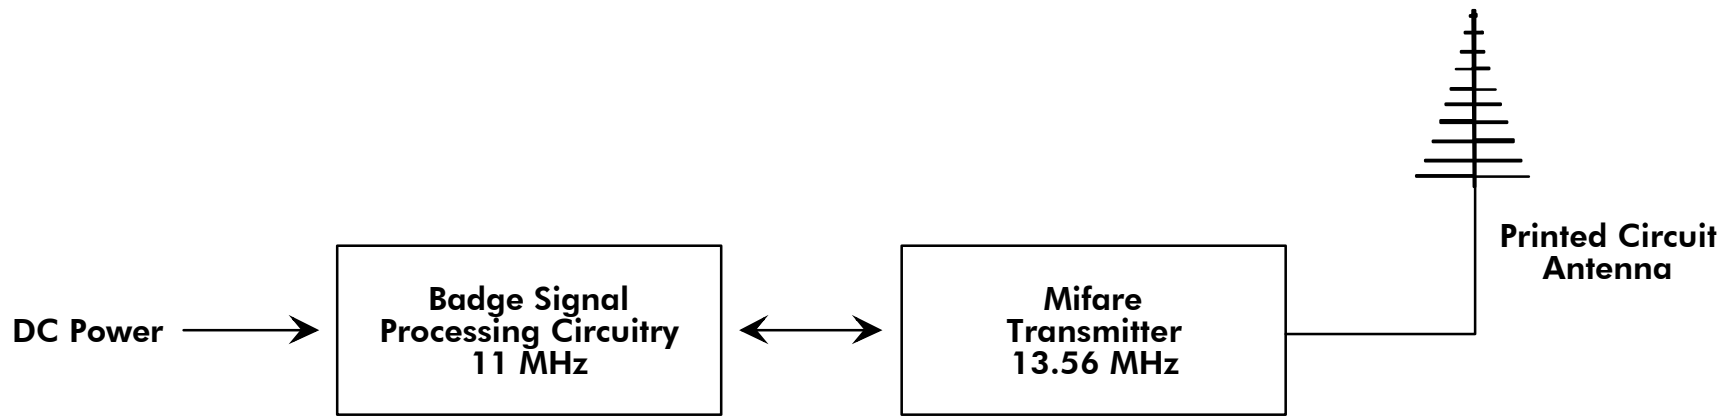 DC Power
Badge Signal
Processing Circuitry
11 MHz
Mifare
Transmitter
13.56 MHz
Printed Circuit
Antenna